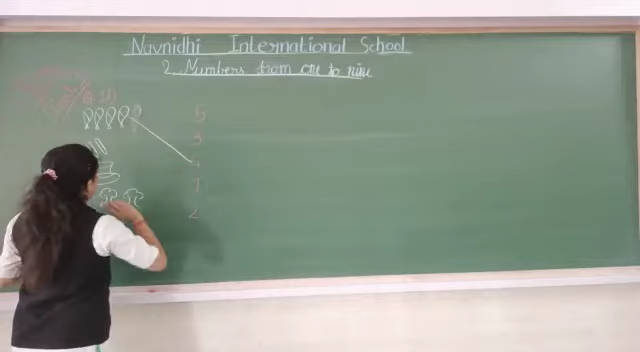 Navnidhi International School
2. Numbers from one to nine
5
3
4
1
2